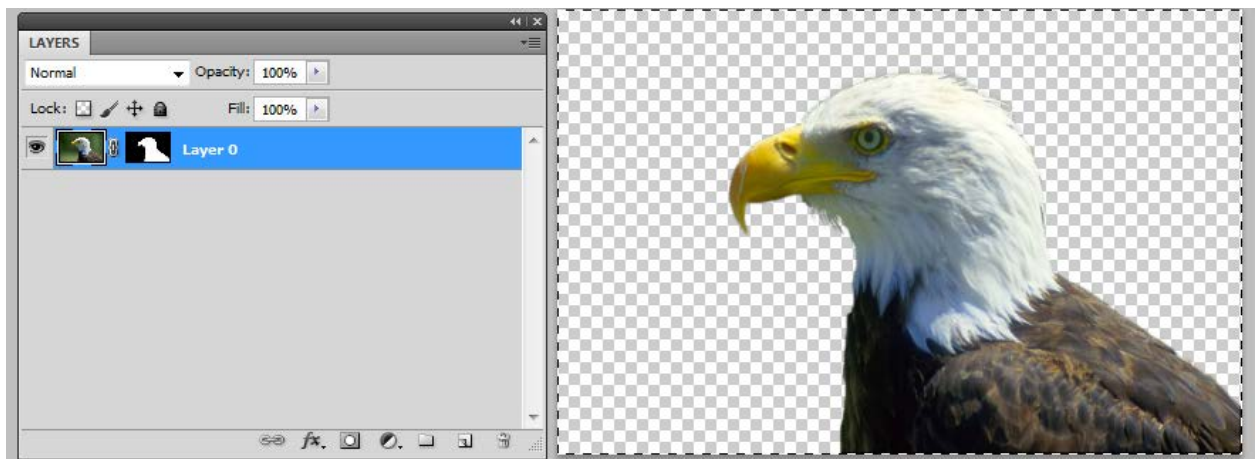 LAYERS
Normal Opacity: 100%
Lock: Fill: 100%
Layer 0
fx.